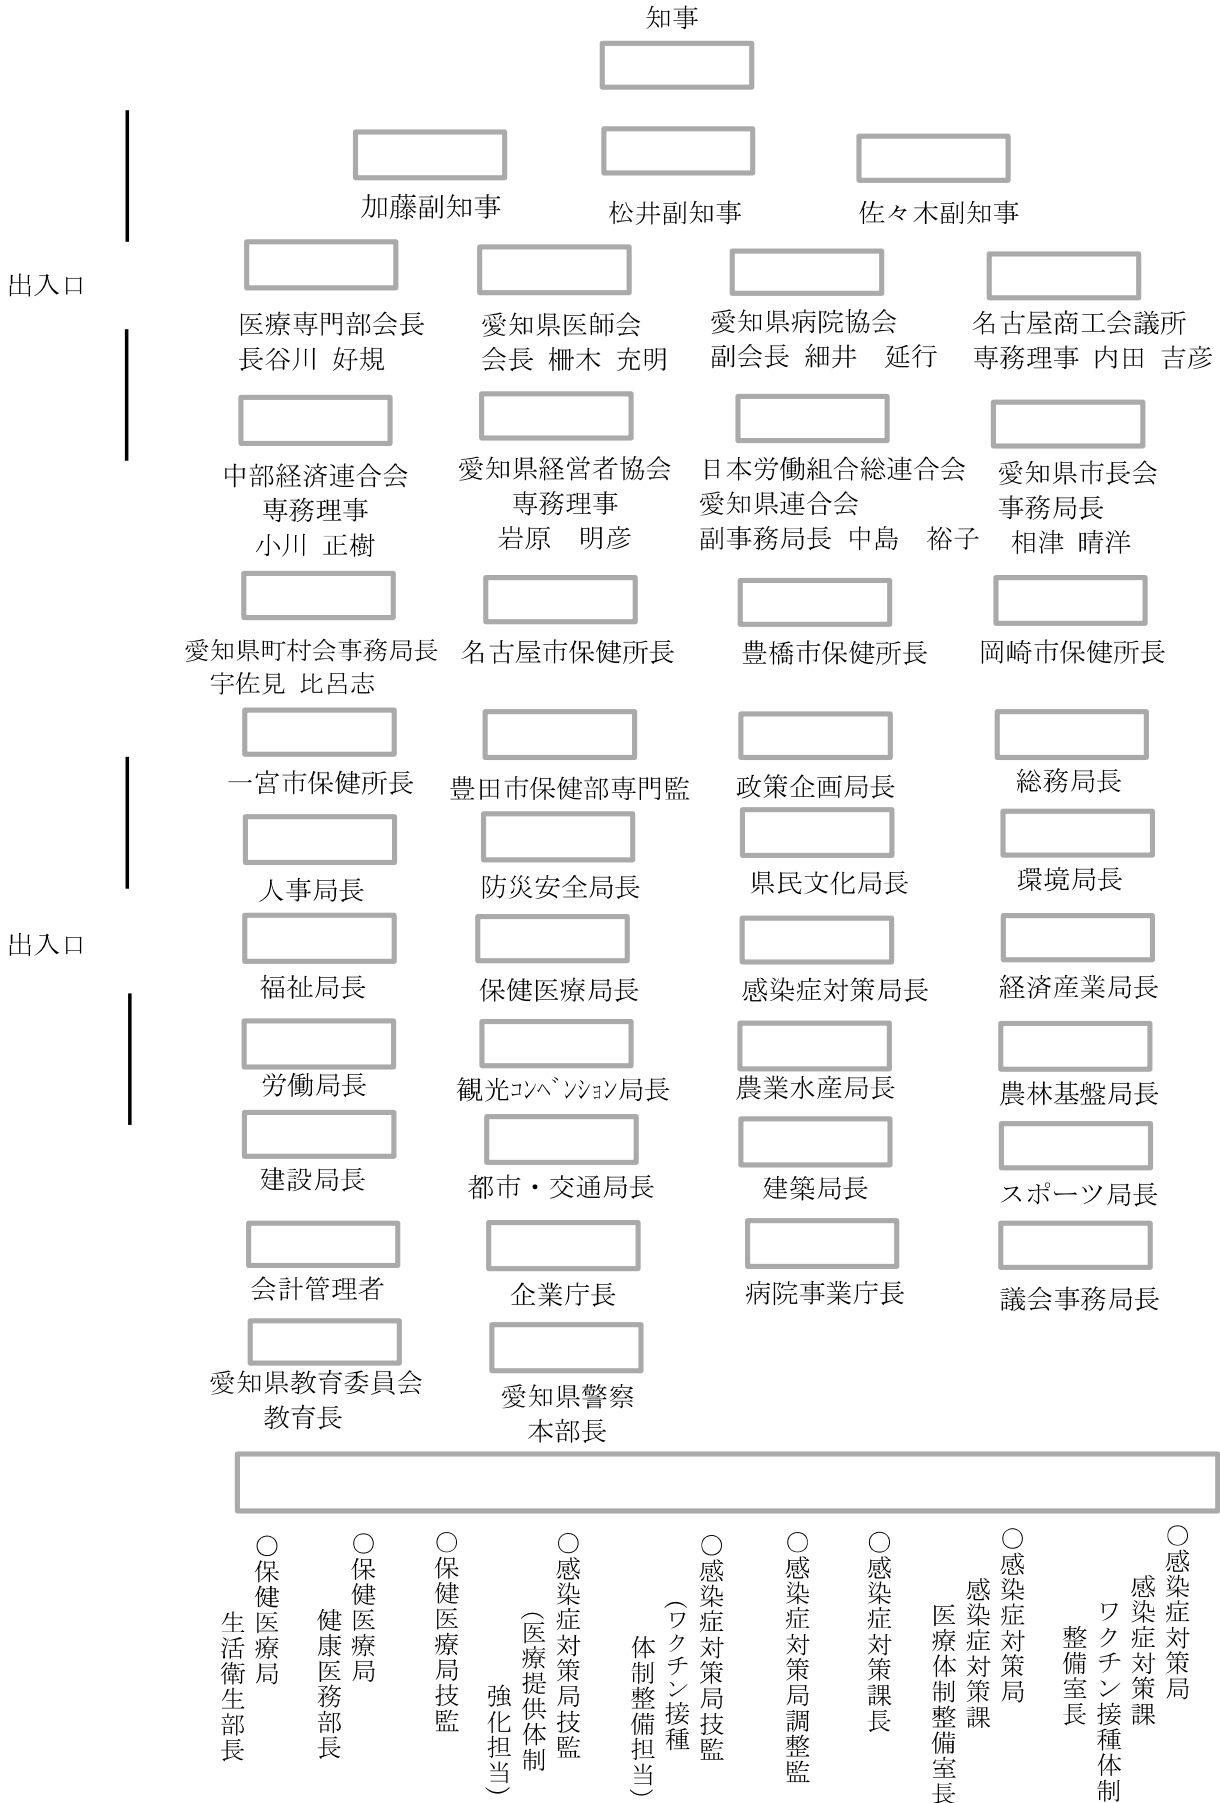 知事
加藤副知事
松井副知事
佐々木副知事
出入口
医療専門部会長
長谷川 好規
愛知県医師会
会長 柵木 充明
愛知県病院協会
副会長 細井　延行
名古屋商工会議所
専務理事 内田 吉彦
中部経済連合会
専務理事
小川 正樹
愛知県経営者協会
専務理事
岩原　明彦
日本労働組合総連合会
愛知県連合会
副事務局長 中島　裕子
愛知県市長会
事務局長
相津 晴洋
愛知県町村会事務局長
宇佐見 比呂志
名古屋市保健所長
豊橋市保健所長
岡崎市保健所長
一宮市保健所長
豊田市保健部専門監
政策企画局長
総務局長
人事局長
防災安全局長
県民文化局長
環境局長
出入口
福祉局長
保健医療局長
感染症対策局長
経済産業局長
労働局長
観光ｺﾝﾍﾞﾝｼｮﾝ局長
農業水産局長
農林基盤局長
建設局長
都市・交通局長
建築局長
スポーツ局長
会計管理者
企業庁長
病院事業庁長
議会事務局長
愛知県教育委員会
教育長
愛知県警察
本部長
○保健医療局
生活衛生部長
○保健医療局
健康医務部長
○保健医療局技監
○感染症対策局技監
(医療提供体制
強化担当)
○感染症対策局技監
(ワクチン接種
体制整備担当)
○感染症対策局調整監
○感染症対策課長
○感染症対策局
感染症対策課
医療体制整備室長
○感染症対策局
感染症対策課
ワクチン接種体制
整備室長